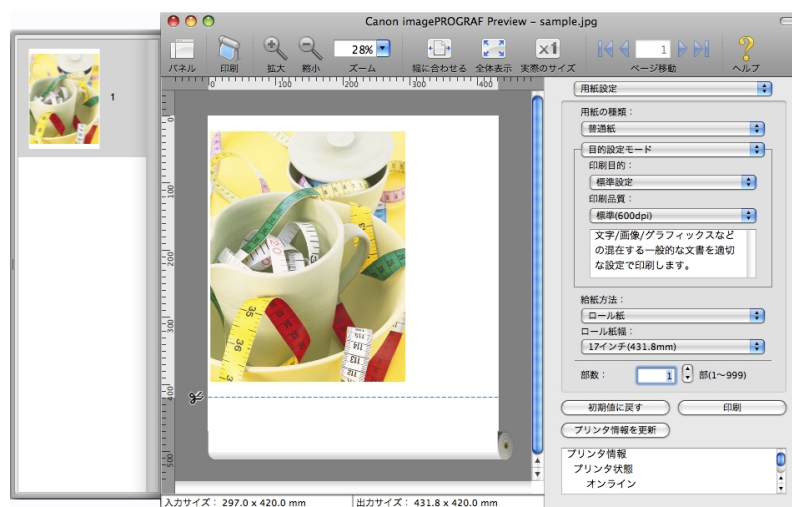 Canon imagePROGRAF Preview – sample.jpg
28%
1
パネル 印刷 拡大 縮小 ズーム 幅に合わせる 全体表示 実際のサイズ ページ移動 ヘルプ
1
0 100 200 300 400
0
100
200
300
400
500
用紙設定
用紙の種類：
普通紙
目的設定モード
印刷目的：
標準設定
印刷品質：
標準(600dpi)
文字/画像/グラフィックスなど
の混在する一般的な文書を適切
な設定で印刷します。
給紙方法：
ロール紙
ロール紙幅：
17インチ(431.8mm)
部数： 1 部(1〜999)
初期値に戻す 印刷
プリンタ情報を更新
プリンタ情報
プリンタ状態
オンライン
入力サイズ： 297.0 x 420.0 mm 出力サイズ： 431.8 x 420.0 mm